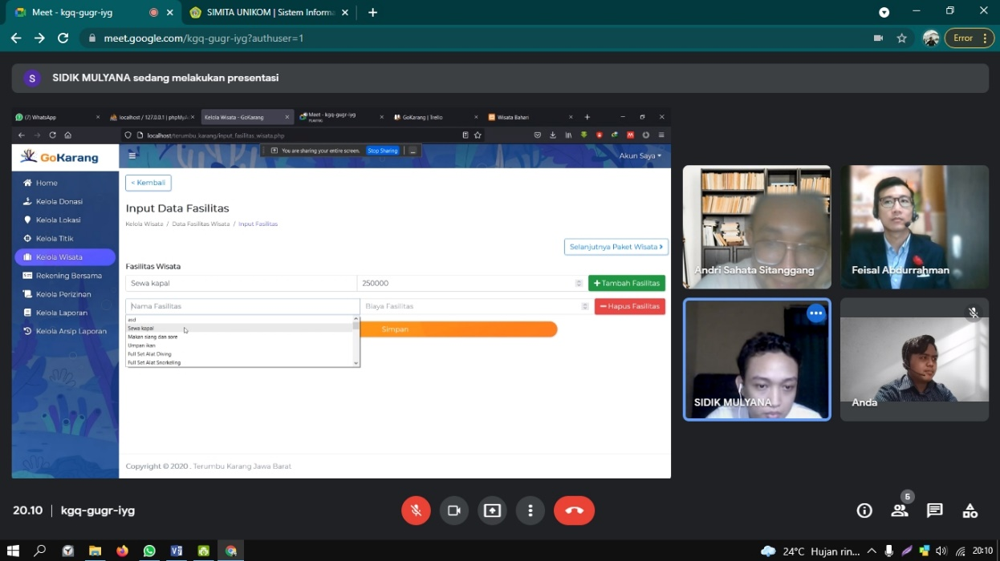 Meet - kgq-gugr-iyg
SIMITA UNIKOM | Sistem Informa
meet.google.com/kgq-gugr-iyg?authuser=1
Error
S
SIDIK MULYANA sedang melakukan presentasi
(7) WhatsApp
localhost / 127.0.0.1 | phpMyA
Kelola Wisata - GoKarang
Meet - kgq-gugr-iyg
PLAYING
GoKarang | Trello
Wisata Bahari
localhost/terumbu_karang/input_fasilitas_wisata.php
You are sharing your entire screen.
Stop Sharing
GoKarang
Akun Saya
Home
Kelola Donasi
Kelola Lokasi
Kelola Titik
Kelola Wisata
Rekening Bersama
Kelola Perizinan
Kelola Laporan
Kelola Arsip Laporan
< Kembali
Input Data Fasilitas
Kelola Wisata / Data Fasilitas Wisata / Input Fasilitas
Selanjutnya Paket Wisata
Fasilitas Wisata
Sewa kapal
250000
Tambah Fasilitas
Nama Fasilitas
Biaya Fasilitas
Hapus Fasilitas
Sewa kapal
Makan siang dan sore
Umpan ikan
Full Set Alat Diving
Full Set Alat Snorkeling
Simpan
Copyright © 2020 . Terumbu Karang Jawa Barat
Andri Sahata Sitanggang
Feisal Abdurrahman
SIDIK MULYANA
Anda
20.10 | kgq-gugr-iyg
6
24°C Hujan rin...
20:10